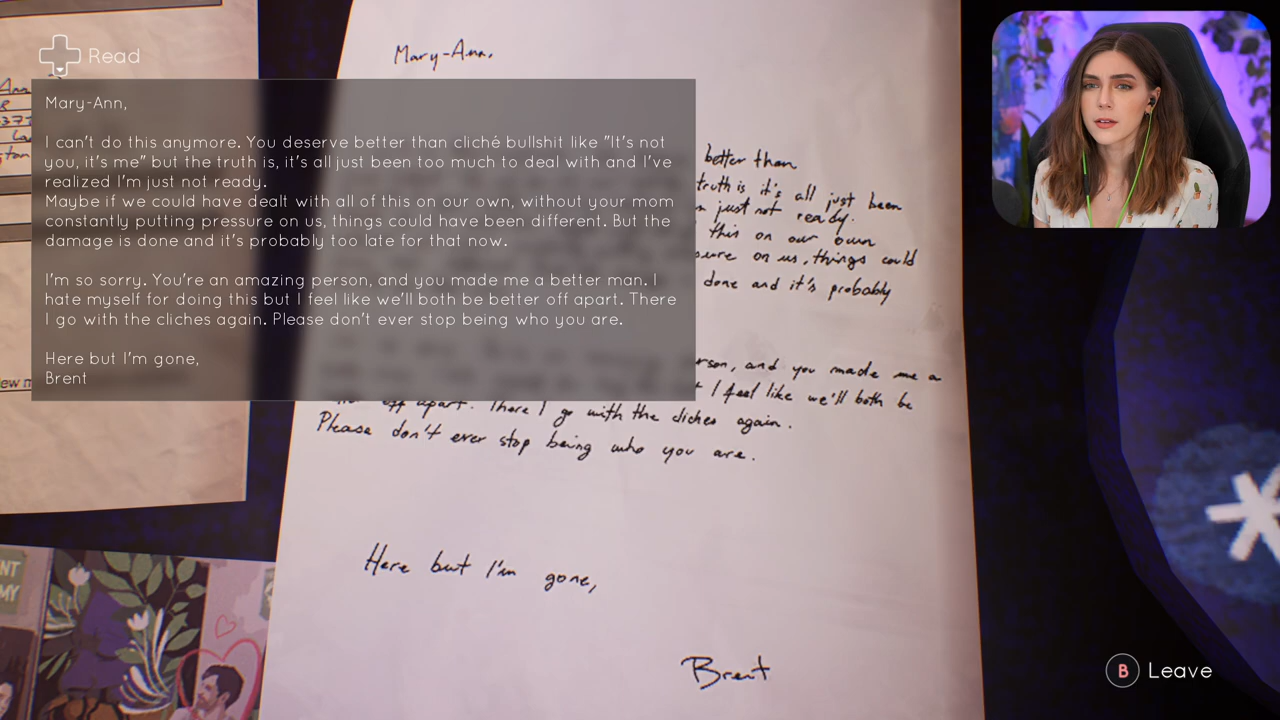 Read
Mary-Ann,
I can't do this anymore. You deserve better than cliché bullshit like "It's not
you, it's me" but the truth is, it's all just been too much to deal with and I've
realized I'm just not ready.
Maybe if we could have dealt with all of this on our own, without your mom
constantly putting pressure on us, things could have been different. But the
damage is done and it's probably too late for that now.
I'm so sorry. You're an amazing person, and you made me a better man. I
hate myself for doing this but I feel like we'll both be better off apart. There
I go with the cliches again. Please don't ever stop being who you are.
Here but I'm gone,
Brent
Mary-Ann,
better than
truth is it's all just been
just not ready.
this on our own
on us, things could
done and it's probably
and you made me a
I feel like we'll both be
off apart. There I go with the cliches again.
Please don't ever stop being who you are.
Here but I'm gone,
Brent
B Leave